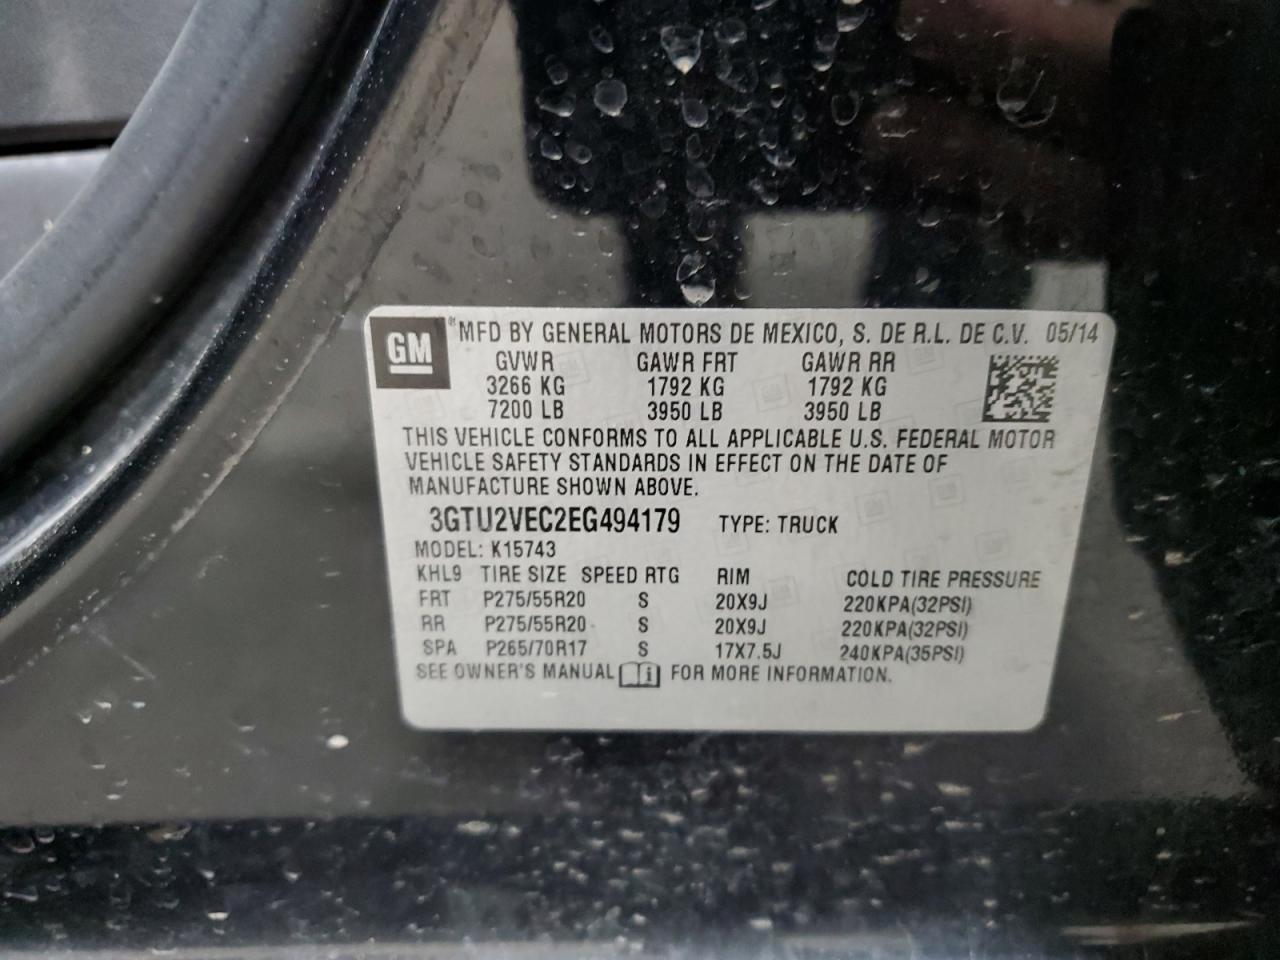 GM MFD BY GENERAL MOTORS DE MEXICO, S. DE R.L. DE C.V. 05/14
GVWR GAWR FRT GAWR RR
3266 KG 1792 KG 1792 KG
7200 LB 3950 LB 3950 LB
THIS VEHICLE CONFORMS TO ALL APPLICABLE U.S. FEDERAL MOTOR
VEHICLE SAFETY STANDARDS IN EFFECT ON THE DATE OF
MANUFACTURE SHOWN ABOVE.
3GTU2VEC2EG494179 TYPE: TRUCK
MODEL: K15743
KHL9 TIRE SIZE SPEED RTG RIM COLD TIRE PRESSURE
FRT P275/55R20 S 20X9J 220KPA(32PSI)
RR P275/55R20 S 20X9J 220KPA(32PSI)
SPA P265/70R17 S 17X7.5J 240KPA(35PSI)
SEE OWNER'S MANUAL i FOR MORE INFORMATION.